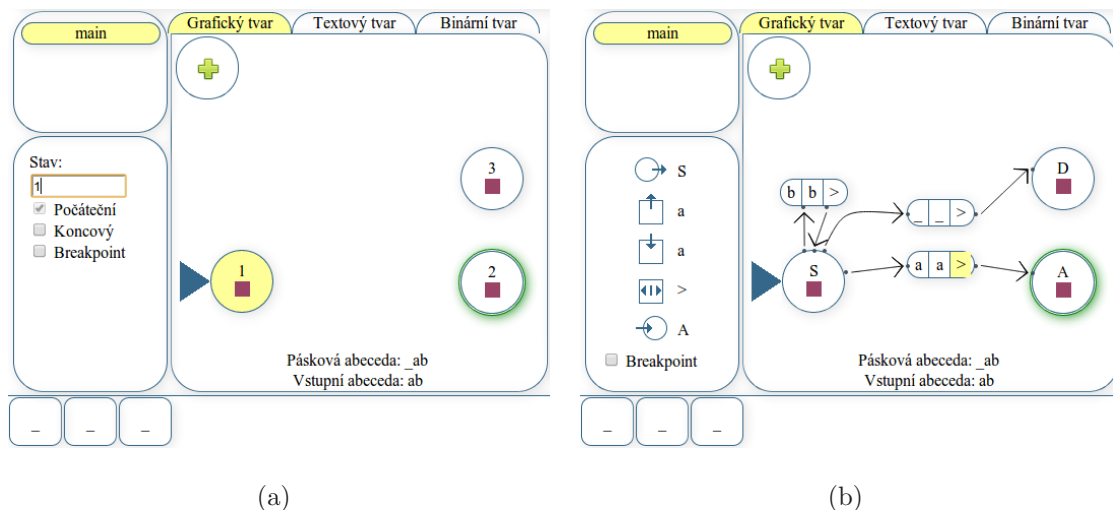 main
Grafický tvar
Textový tvar
Binární tvar
Stav:
1
Počáteční
Koncový
Breakpoint
3
1
2
Pásková abeceda: _ab
Vstupní abeceda: ab
_ _ _
(a)
main
Grafický tvar
Textový tvar
Binární tvar
S
a
a
>
A
Breakpoint
b b >
_ _ >
D
S
a a >
A
Pásková abeceda: _ab
Vstupní abeceda: ab
_ _ _
(b)